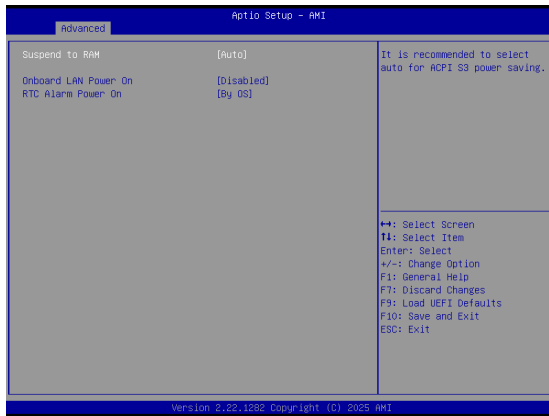 Aptio Setup - AMI
Advanced
Suspend to RAM [Auto]
Onboard LAN Power On [Disabled]
RTC Alarm Power On [By OS]
It is recommended to select
auto for ACPI S3 power saving.
↔: Select Screen
↑↓: Select Item
Enter: Select
+/-: Change Option
F1: General Help
F7: Discard Changes
F9: Load UEFI Defaults
F10: Save and Exit
ESC: Exit
Version 2.22.1282 Copyright (C) 2025 AMI